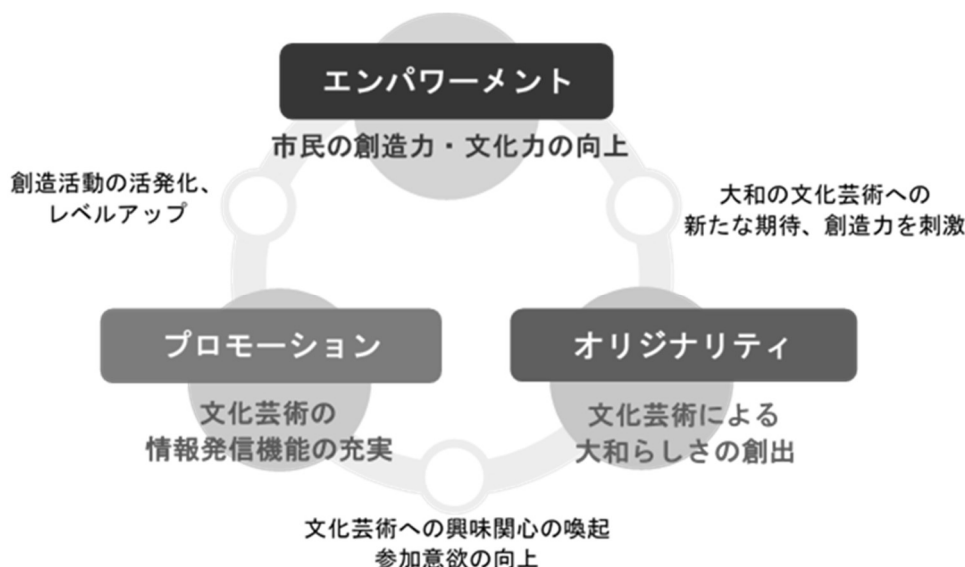 エンパワーメント
市民の創造力・文化力の向上
創造活動の活発化、
レベルアップ
大和の文化芸術への
新たな期待、創造力を刺激
プロモーション
文化芸術の
情報発信機能の充実
オリジナリティ
文化芸術による
大和らしさの創出
文化芸術への興味関心の喚起
参加意欲の向上